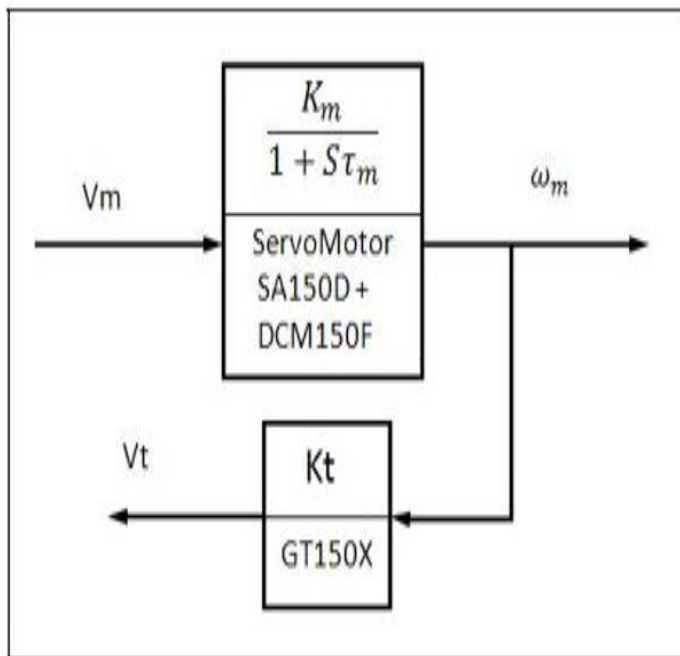 Vm
K_m
1 + Sτ_m
ServoMotor
SA150D +
DCM150F
ω_m
Vt
Kt
GT150X